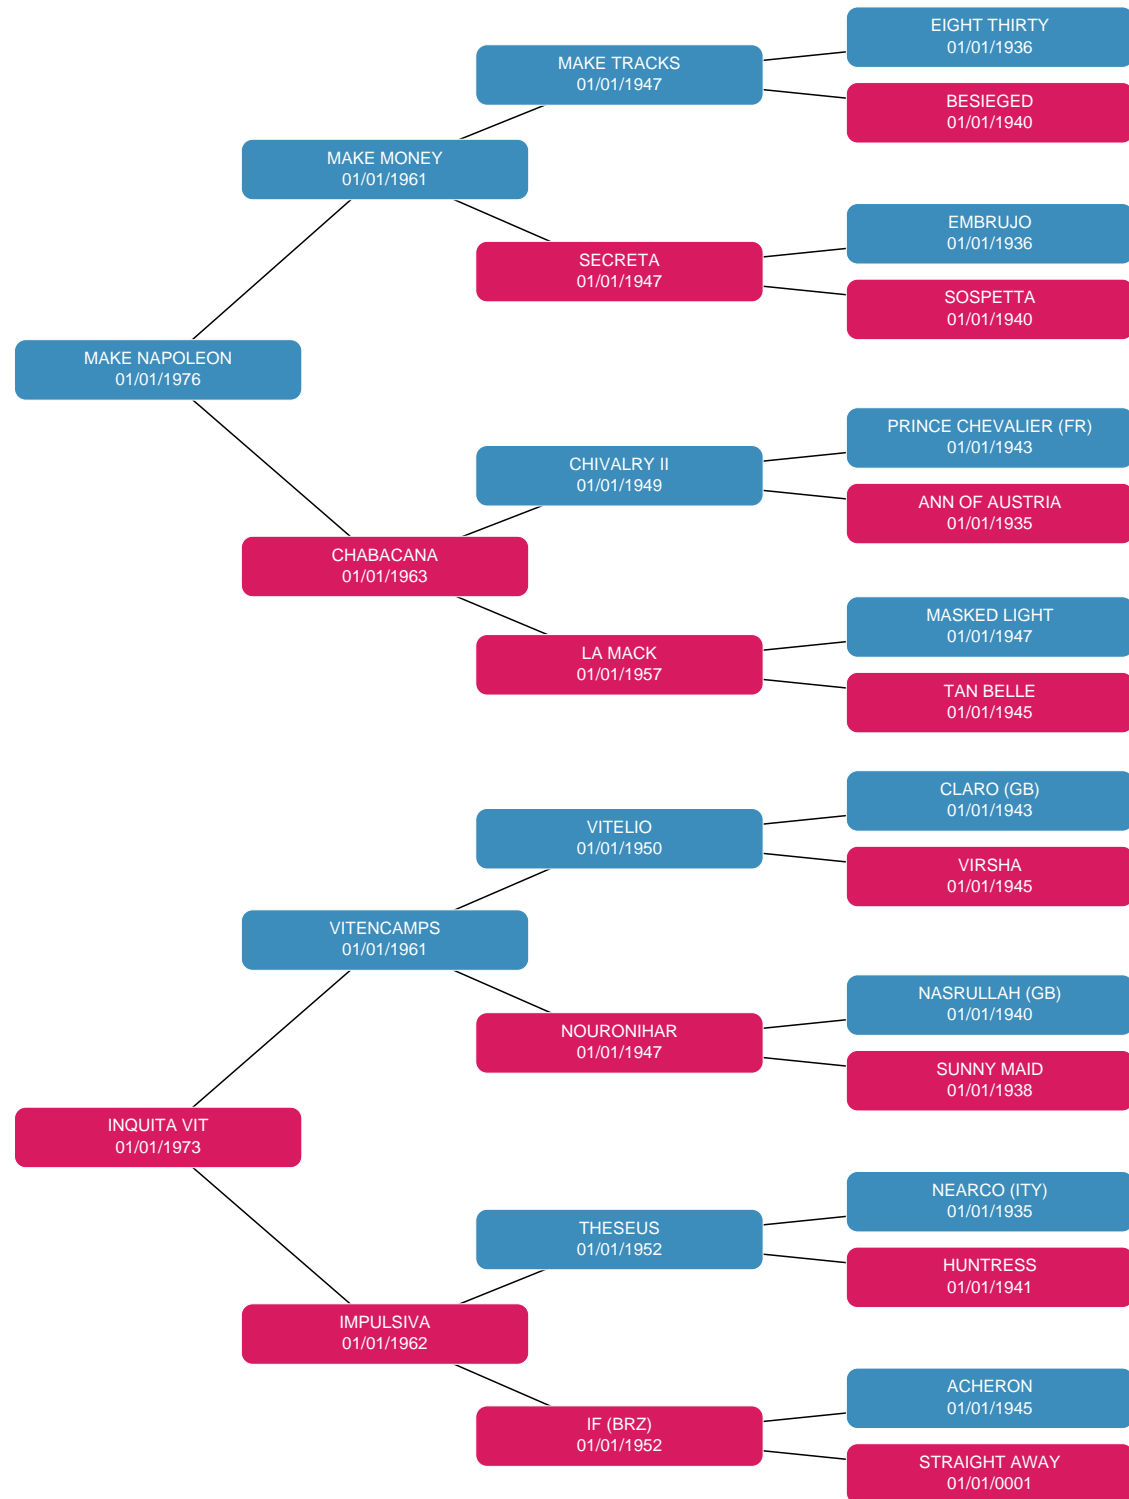 EIGHT THIRTY
01/01/1936
MAKE TRACKS
01/01/1947
BESIEGED
01/01/1940
MAKE MONEY
01/01/1961
EMBRUJO
01/01/1936
SECRETA
01/01/1947
SOSPETTA
01/01/1940
MAKE NAPOLEON
01/01/1976
PRINCE CHEVALIER (FR)
01/01/1943
CHIVALRY II
01/01/1949
ANN OF AUSTRIA
01/01/1935
CHABACANA
01/01/1963
MASKED LIGHT
01/01/1947
LA MACK
01/01/1957
TAN BELLE
01/01/1945
CLARO (GB)
01/01/1943
VITELIO
01/01/1950
VIRSHA
01/01/1945
VITENCAMPS
01/01/1961
NASRULLAH (GB)
01/01/1940
NOURONIHAR
01/01/1947
SUNNY MAID
01/01/1938
INQUITA VIT
01/01/1973
NEARCO (ITY)
01/01/1935
THESEUS
01/01/1952
HUNTRESS
01/01/1941
IMPULSIVA
01/01/1962
ACHERON
01/01/1945
IF (BRZ)
01/01/1952
STRAIGHT AWAY
01/01/0001